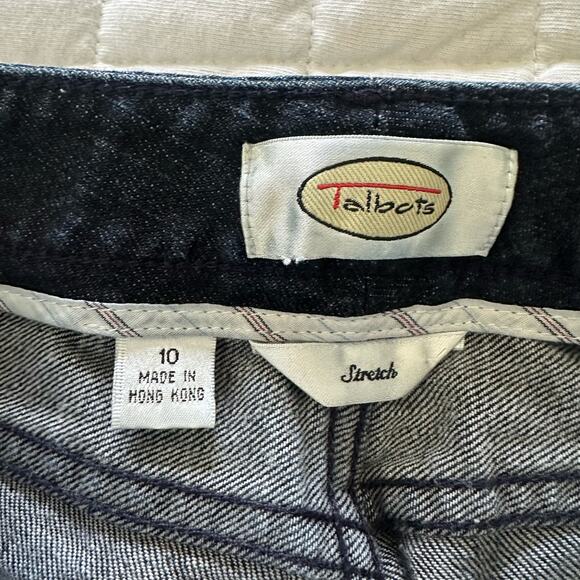 Talbots
10
MADE IN
HONG KONG
Stretch